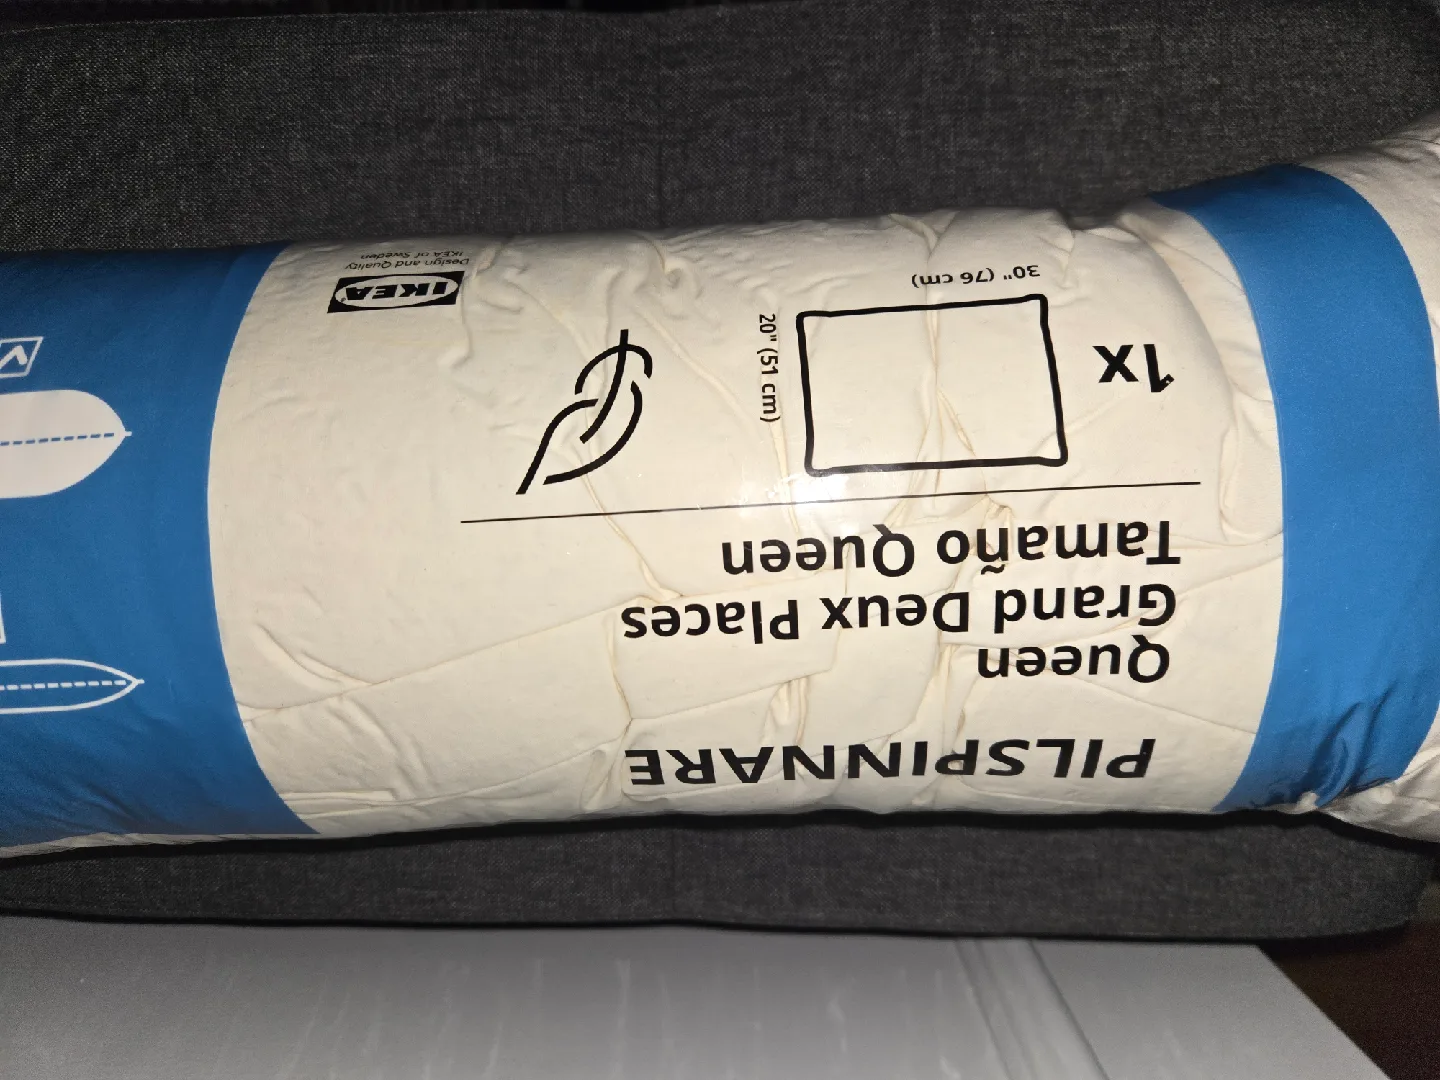 PILSPINNARE
Queen
Grand Deux Places
Tamaño Queen
1x
20" (51 cm)
30" (76 cm)
IKEA®
Design and Quality
IKEA of Sweden